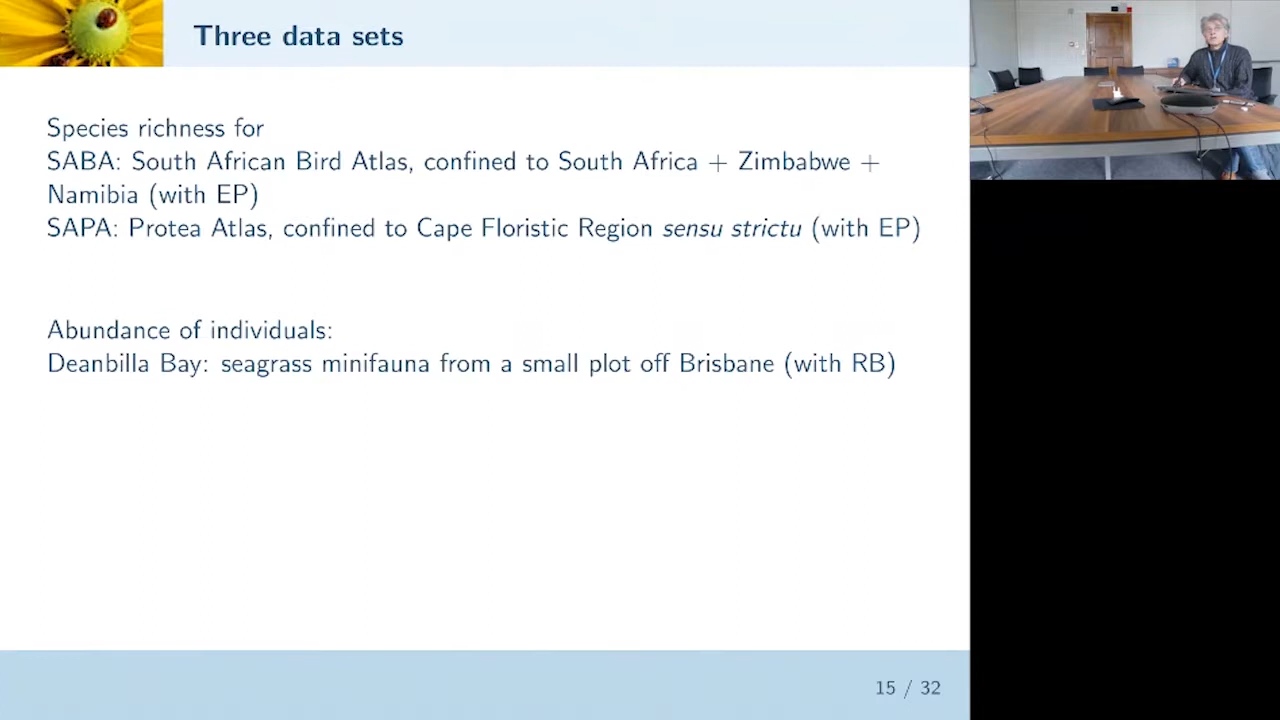 Three data sets
Species richness for
SABA: South African Bird Atlas, confined to South Africa + Zimbabwe +
Namibia (with EP)
SAPA: Protea Atlas, confined to Cape Floristic Region sensu strictu (with EP)
Abundance of individuals:
Deanbilla Bay: seagrass minifauna from a small plot off Brisbane (with RB)
15 / 32